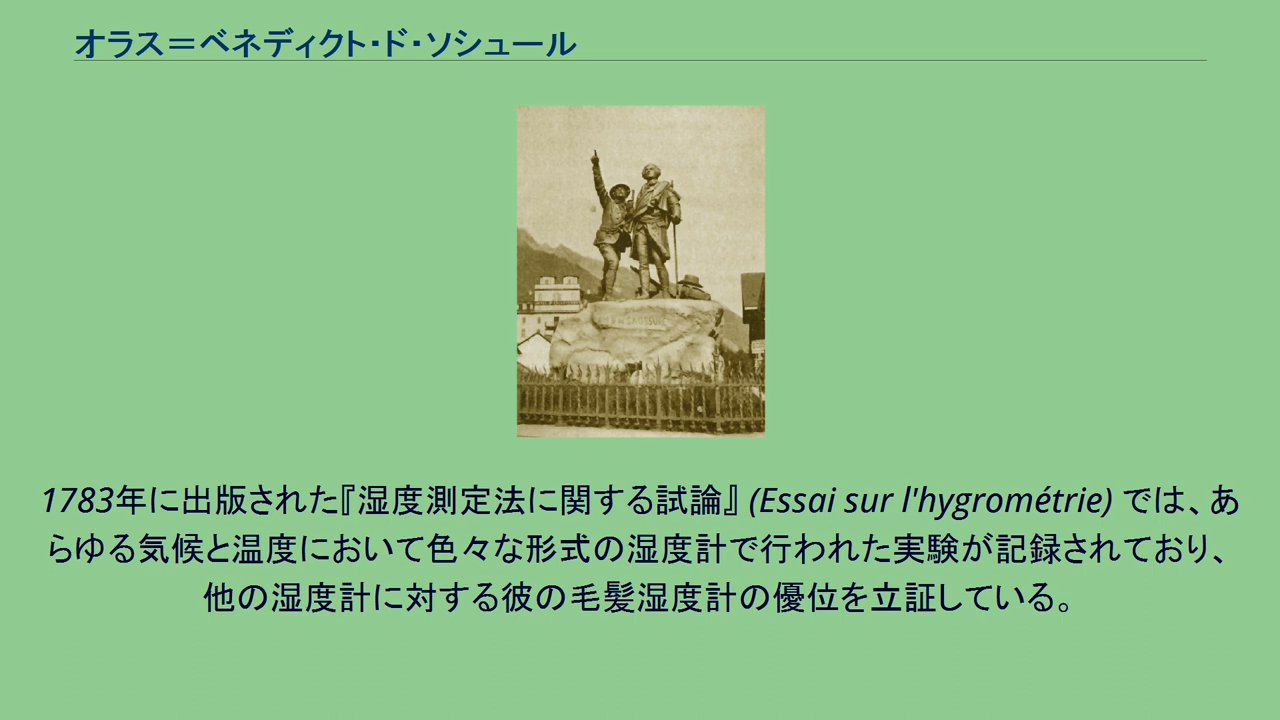 オラス＝ベネディクト・ド・ソシュール
1783年に出版された『湿度測定法に関する試論』 (Essai sur l'hygrométrie) では、あ
らゆる気候と温度において色々な形式の湿度計で行われた実験が記録されており、
他の湿度計に対する彼の毛髪湿度計の優位を立証している。